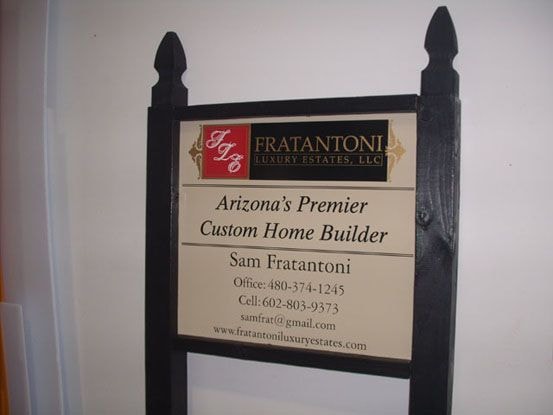 FLE
FRATANTONI
LUXURY ESTATES, LLC
Arizona's Premier
Custom Home Builder
Sam Fratantoni
Office: 480-374-1245
Cell: 602-803-9373
samfrat@gmail.com
www.fratantoniluxuryestates.com